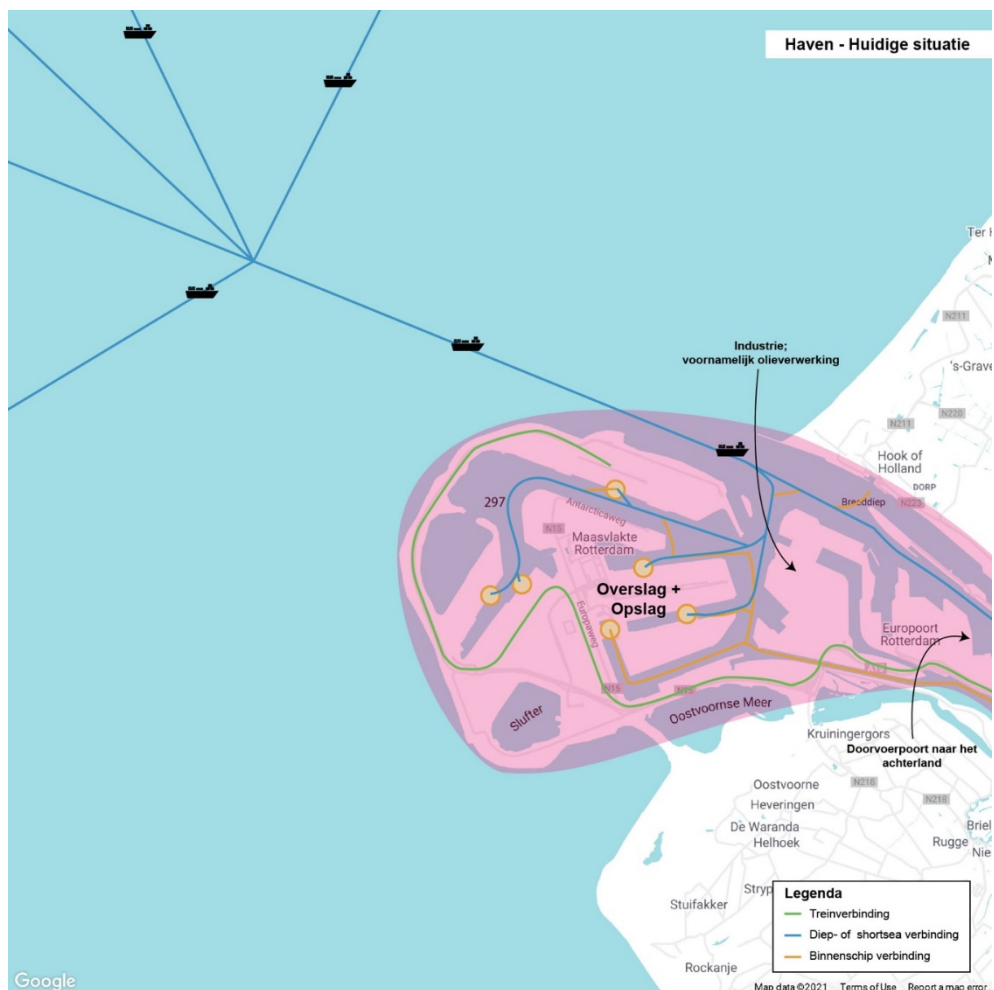 Haven - Huidige situatie
Ter H
N211
's-Grave
Industrie;
voornamelijk olieverwerking
N220
N211
Hook of
Holland
DORP
Breeddiep
N223
297
Antarcticaweg
N15
Maasvlakte
Rotterdam
Overslag +
Opslag
Europaweg
Europoort
Rotterdam
N15
N15
Slufter
Oostvoornse Meer
Kruiningergors
Doorvoerpoort naar het
achterland
Oostvoorne
N216
Heveringen
N218
De Waranda
Helhoek
Briel
Rugge
Nie
Stryp
Stuifakker
Rockanje
Legenda
Treinverbinding
Diep- of shortsea verbinding
Binnenschip verbinding
Google
Map data ©2021 Terms of Use Report a map error